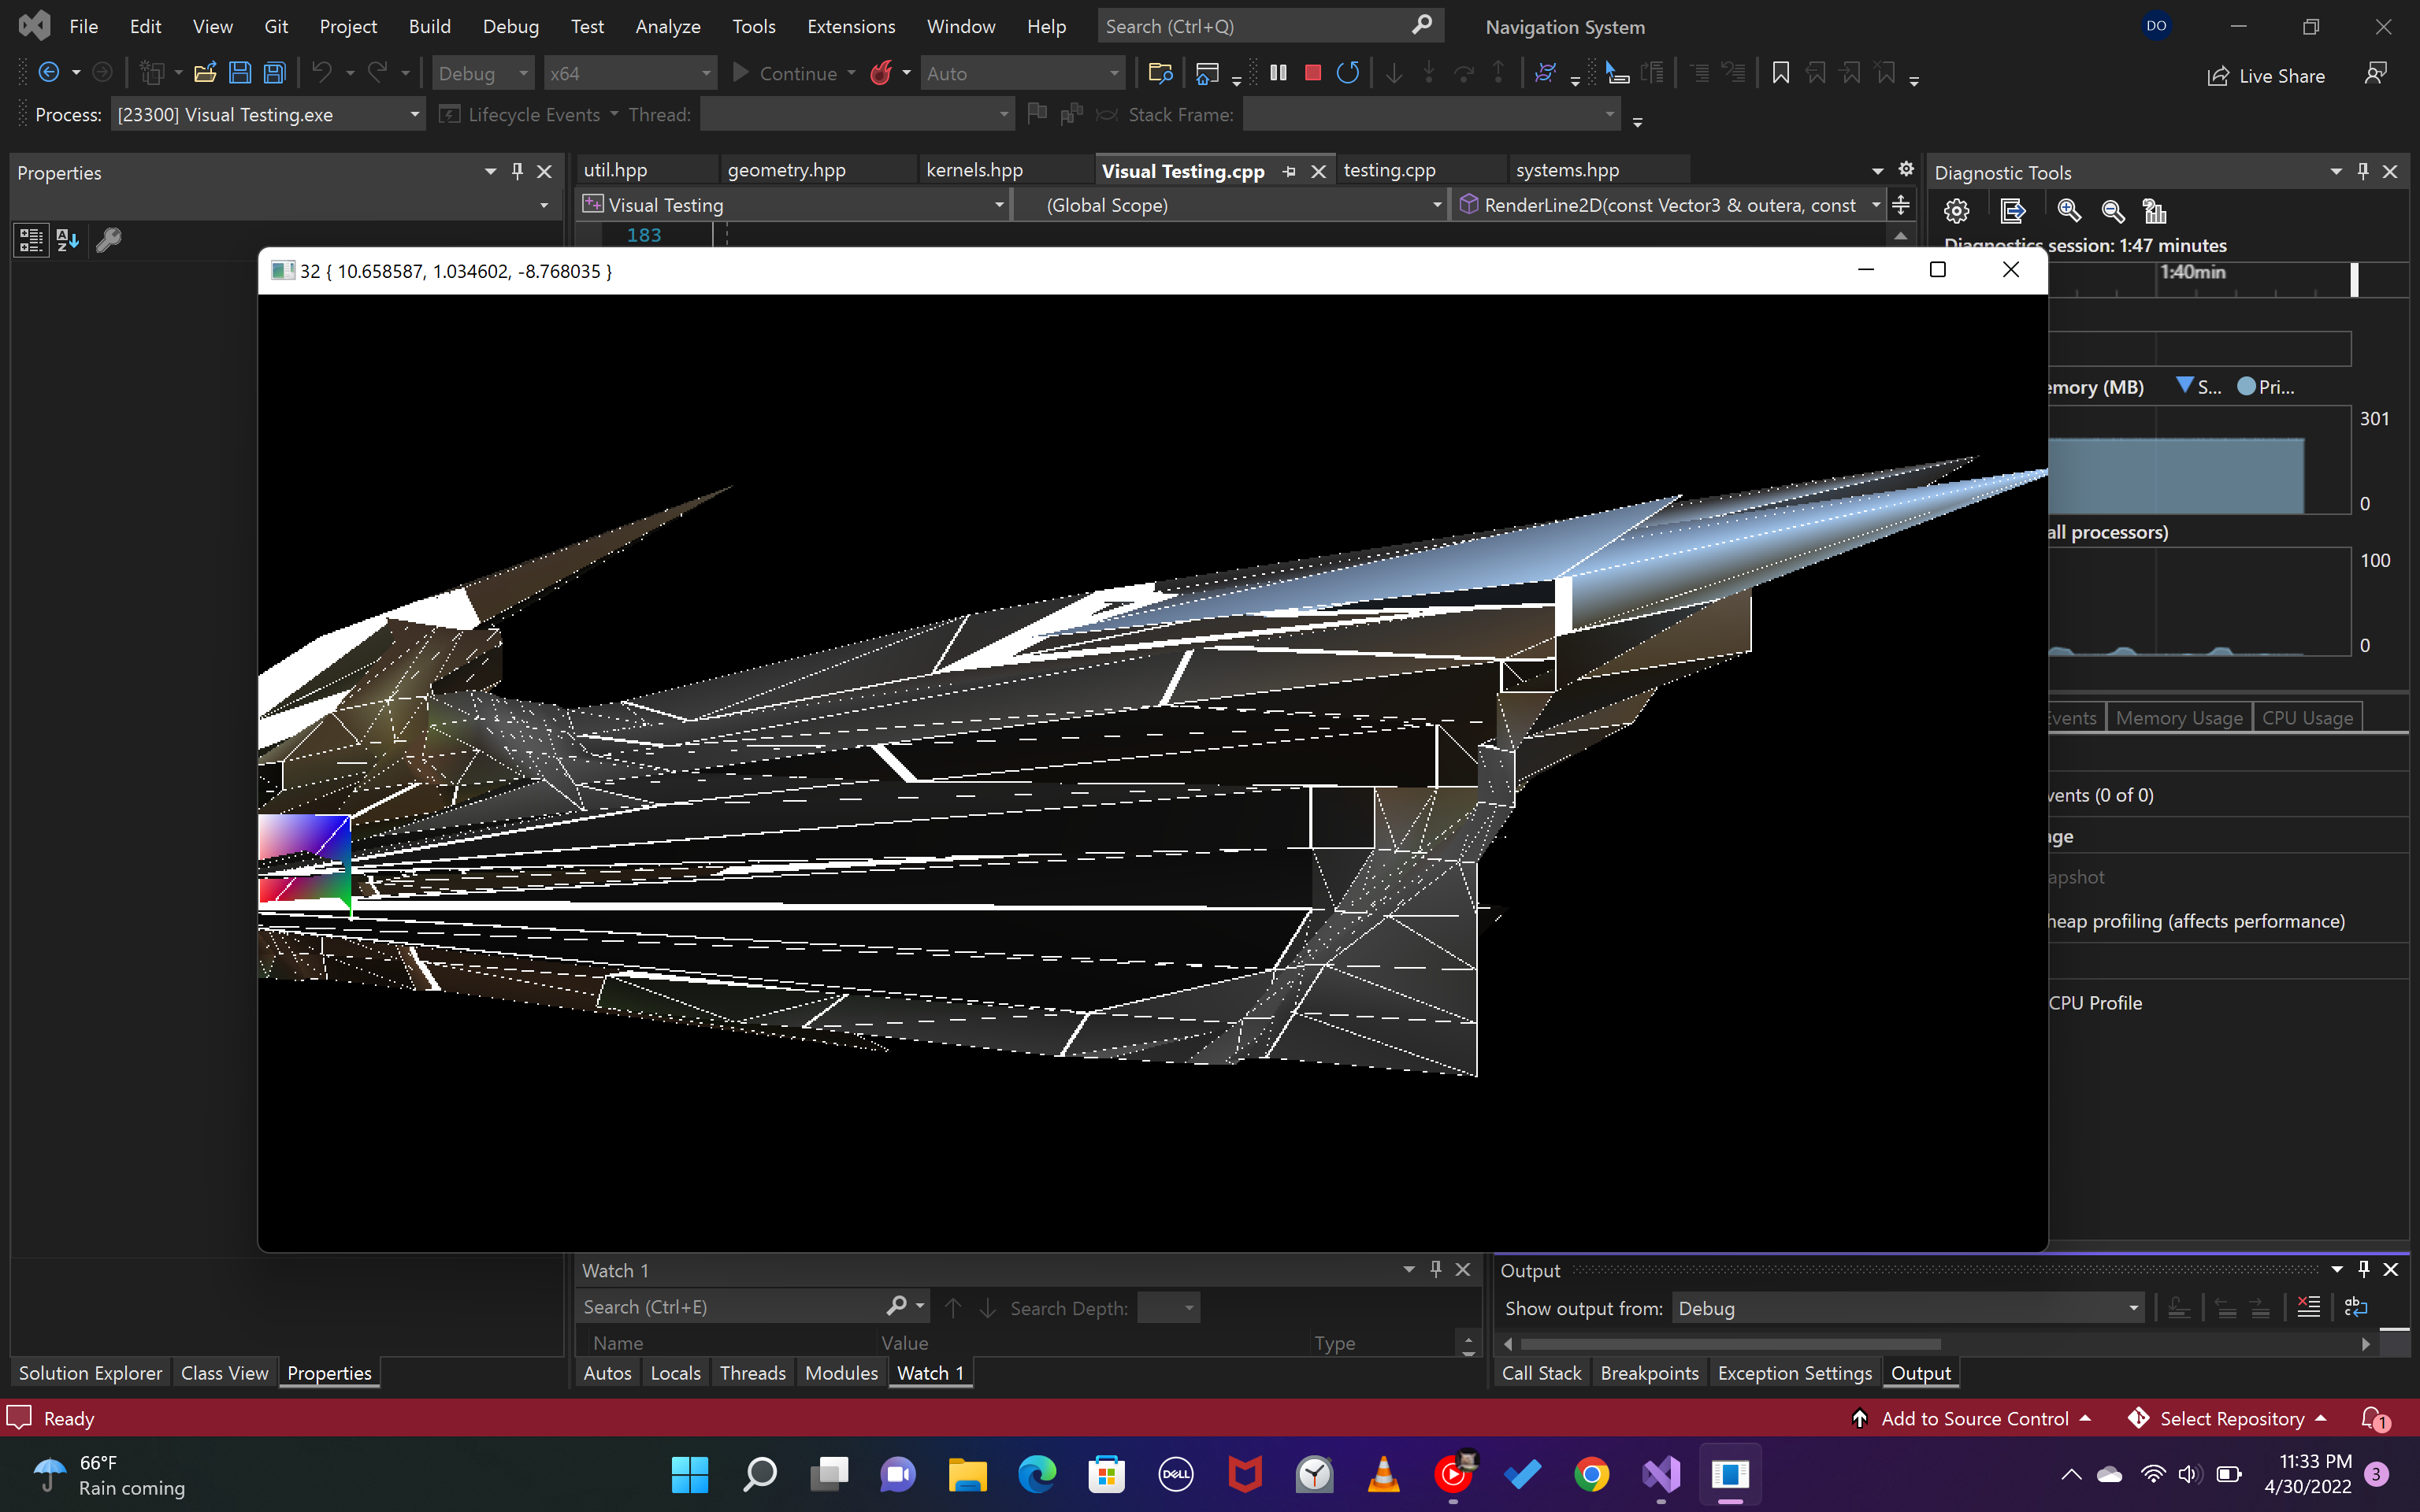 File Edit View Git Project Build Debug Test Analyze Tools Extensions Window Help Search (Ctrl+Q) Navigation System DO
Debug x64 Continue Auto Live Share
Process: [23300] Visual Testing.exe Lifecycle Events Thread: Stack Frame:
Properties
util.hpp geometry.hpp kernels.hpp Visual Testing.cpp testing.cpp systems.hpp
Diagnostic Tools
Visual Testing (Global Scope) RenderLine2D(const Vector3 & outera, const
183
Diagnostics session: 1:47 minutes
32 { 10.658587, 1.034602, -8.768035 }
1:40min
emory (MB) S... Pri...
301
0
all processors)
100
0
Events Memory Usage CPU Usage
vents (0 of 0)
ge
apshot
heap profiling (affects performance)
CPU Profile
Watch 1
Search (Ctrl+E) Search Depth:
Name Value Type
Output
Show output from: Debug
Solution Explorer Class View Properties
Autos Locals Threads Modules Watch 1
Call Stack Breakpoints Exception Settings Output
Ready Add to Source Control Select Repository 1
66°F
Rain coming
DELL
11:33 PM
4/30/2022
3